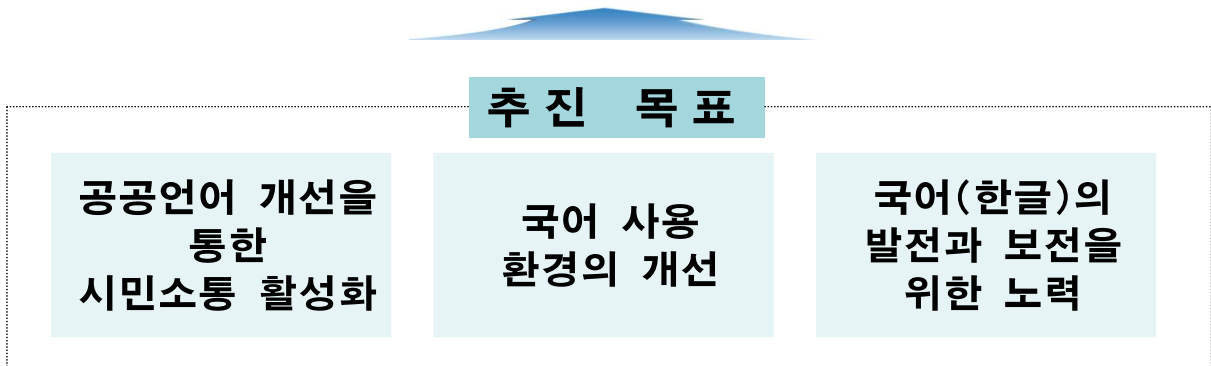 추진 목표
공공언어 개선을
통한
시민소통 활성화
국어 사용
환경의 개선
국어(한글)의
발전과 보전을
위한 노력